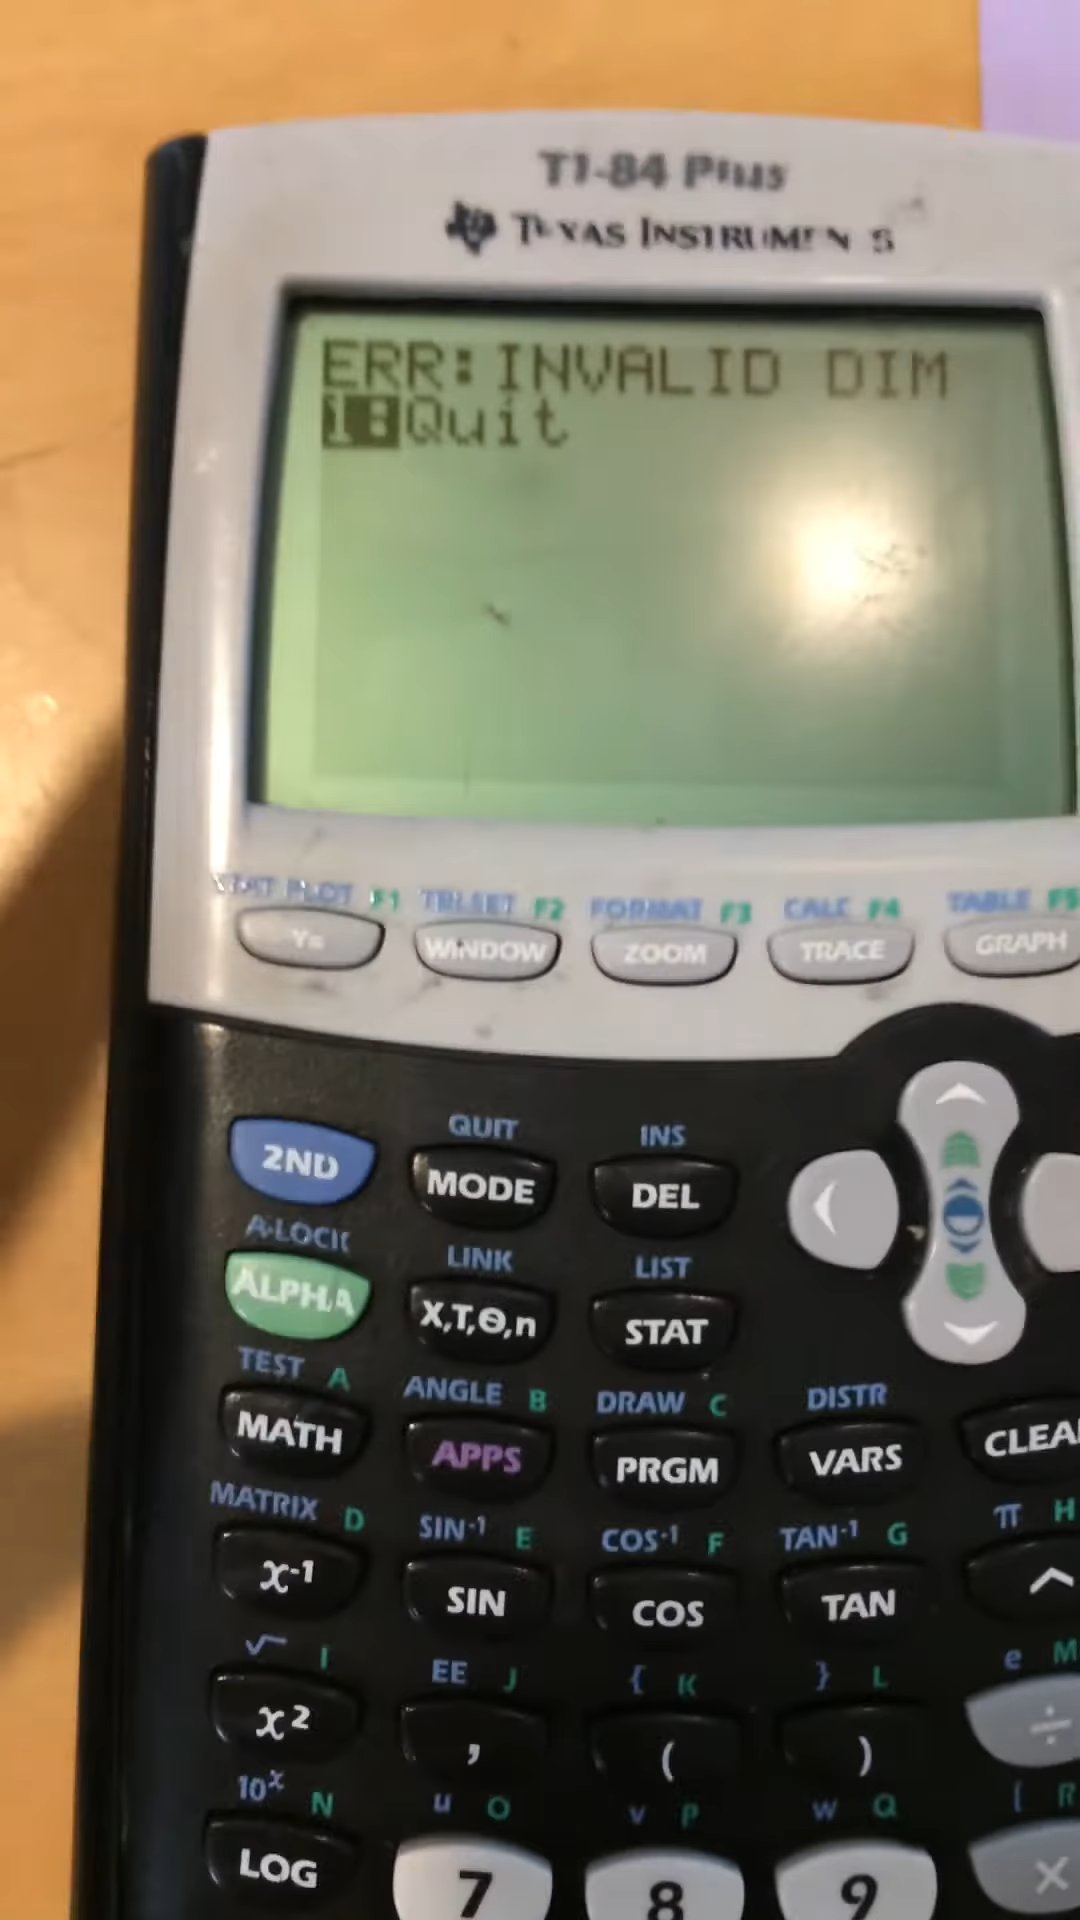 TI-84 Plus
TEXAS INSTRUMENTS
ERR:INVALID DIM
1:Quit
STAT PLOT F1 TBLSET F2 FORMAT F3 CALC F4 TABLE F5
Y= WINDOW ZOOM TRACE GRAPH
QUIT INS
2ND MODE DEL
A-LOCK LINK LIST
ALPHA X,T,Θ,n STAT
TEST A ANGLE B DRAW C DISTR
MATH APPS PRGM VARS CLEA
MATRIX D SIN⁻¹ E COS⁻¹ F TAN⁻¹ G π H
x⁻¹ SIN COS TAN ^
√ I EE J { K } L e M
x² , ( ) ÷
10ˣ N u O v P w Q [ R
LOG 7 8 9 ×